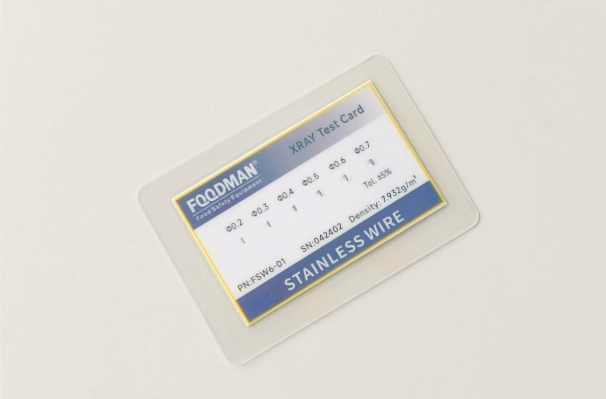 FOODMAN®
Food Safety Equipment
XRAY Test Card
Φ0.2 Φ0.3 Φ0.4 Φ0.5 Φ0.6 Φ0.7
Tol. ±5%
PN:FSW6-01 SN:042402 Density: 7.932g/m³
STAINLESS WIRE